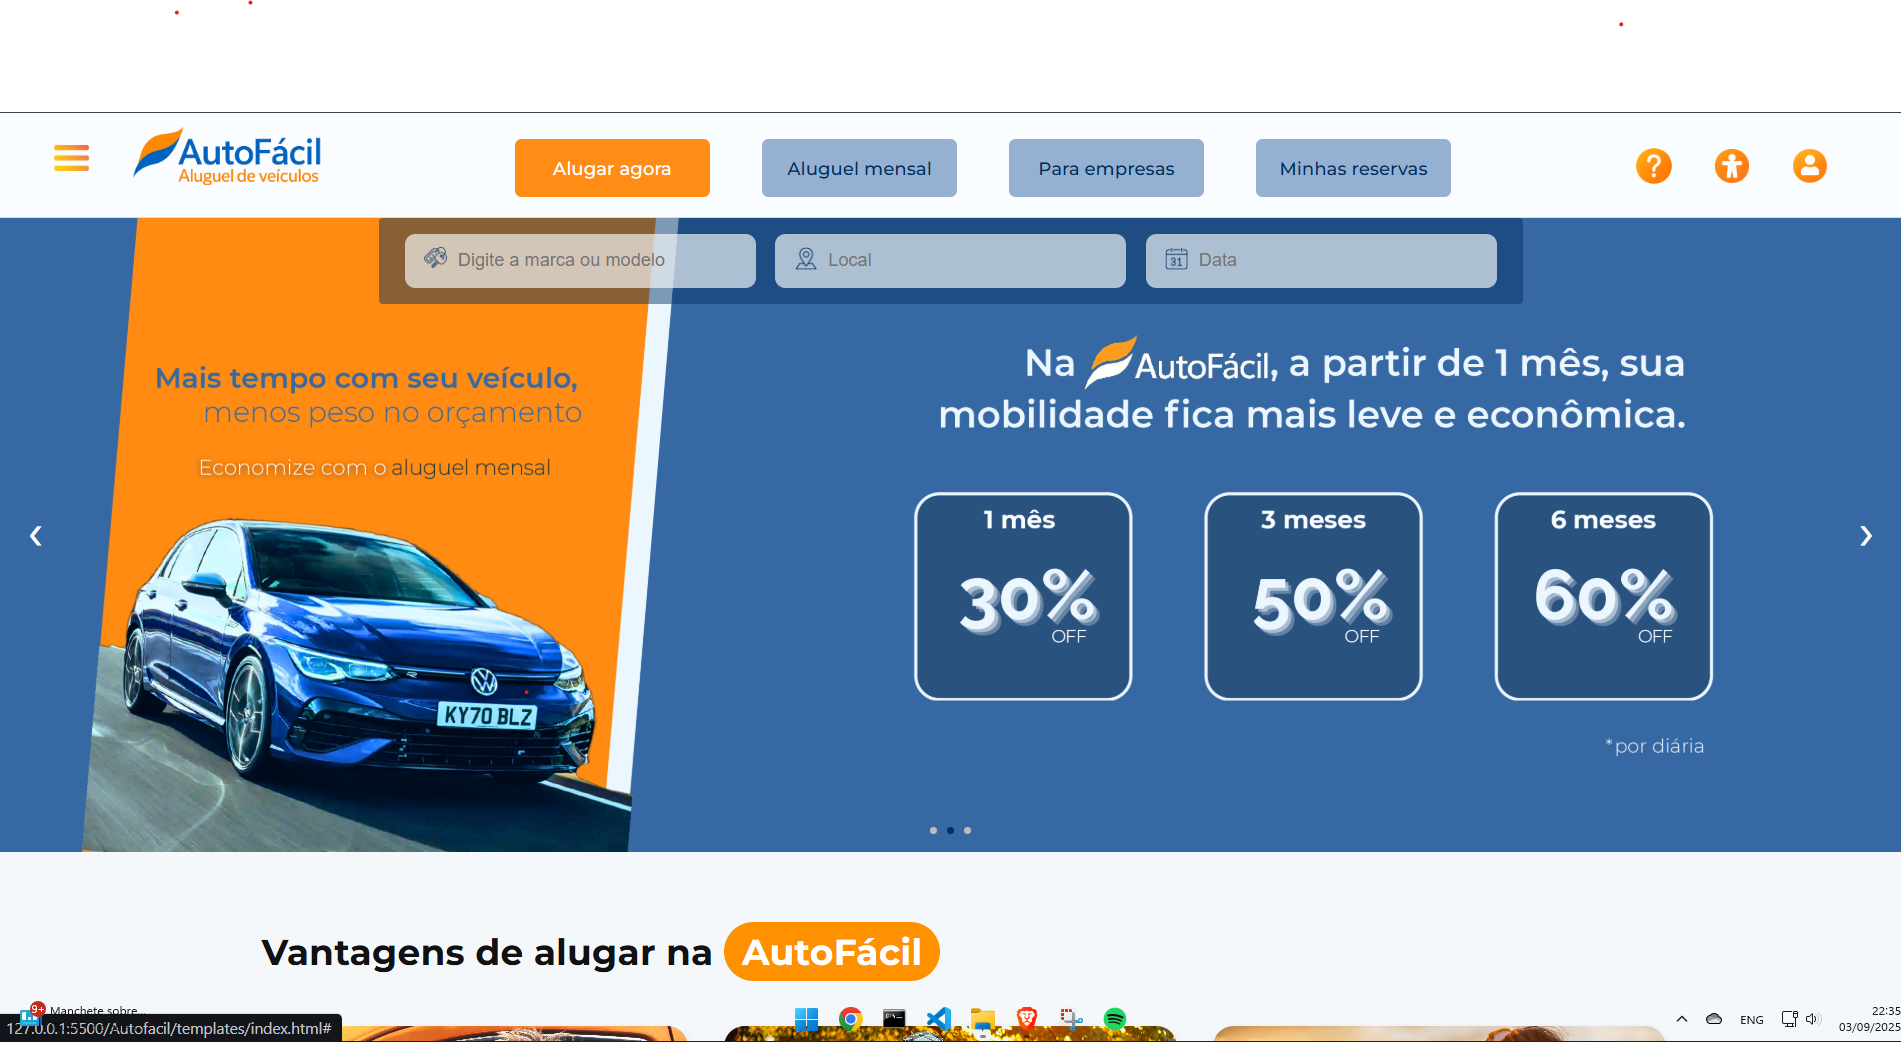 AutoFácil
Aluguel de veículos
Alugar agora
Aluguel mensal
Para empresas
Minhas reservas
?
Digite a marca ou modelo
31
Local
Data
Mais tempo com seu veículo,
menos peso no orçamento
Economize com o aluguel mensal
KY70 BLZ
Na AutoFácil, a partir de 1 mês, sua
mobilidade fica mais leve e econômica.
1 mês
30%
OFF
3 meses
50%
OFF
6 meses
60%
OFF
*por diária
‹
›
Vantagens de alugar na AutoFácil
9+
Manchete sobre...
127.0.0.1:5500/Autofacil/templates/index.html#
ENG
22:35
03/09/2025